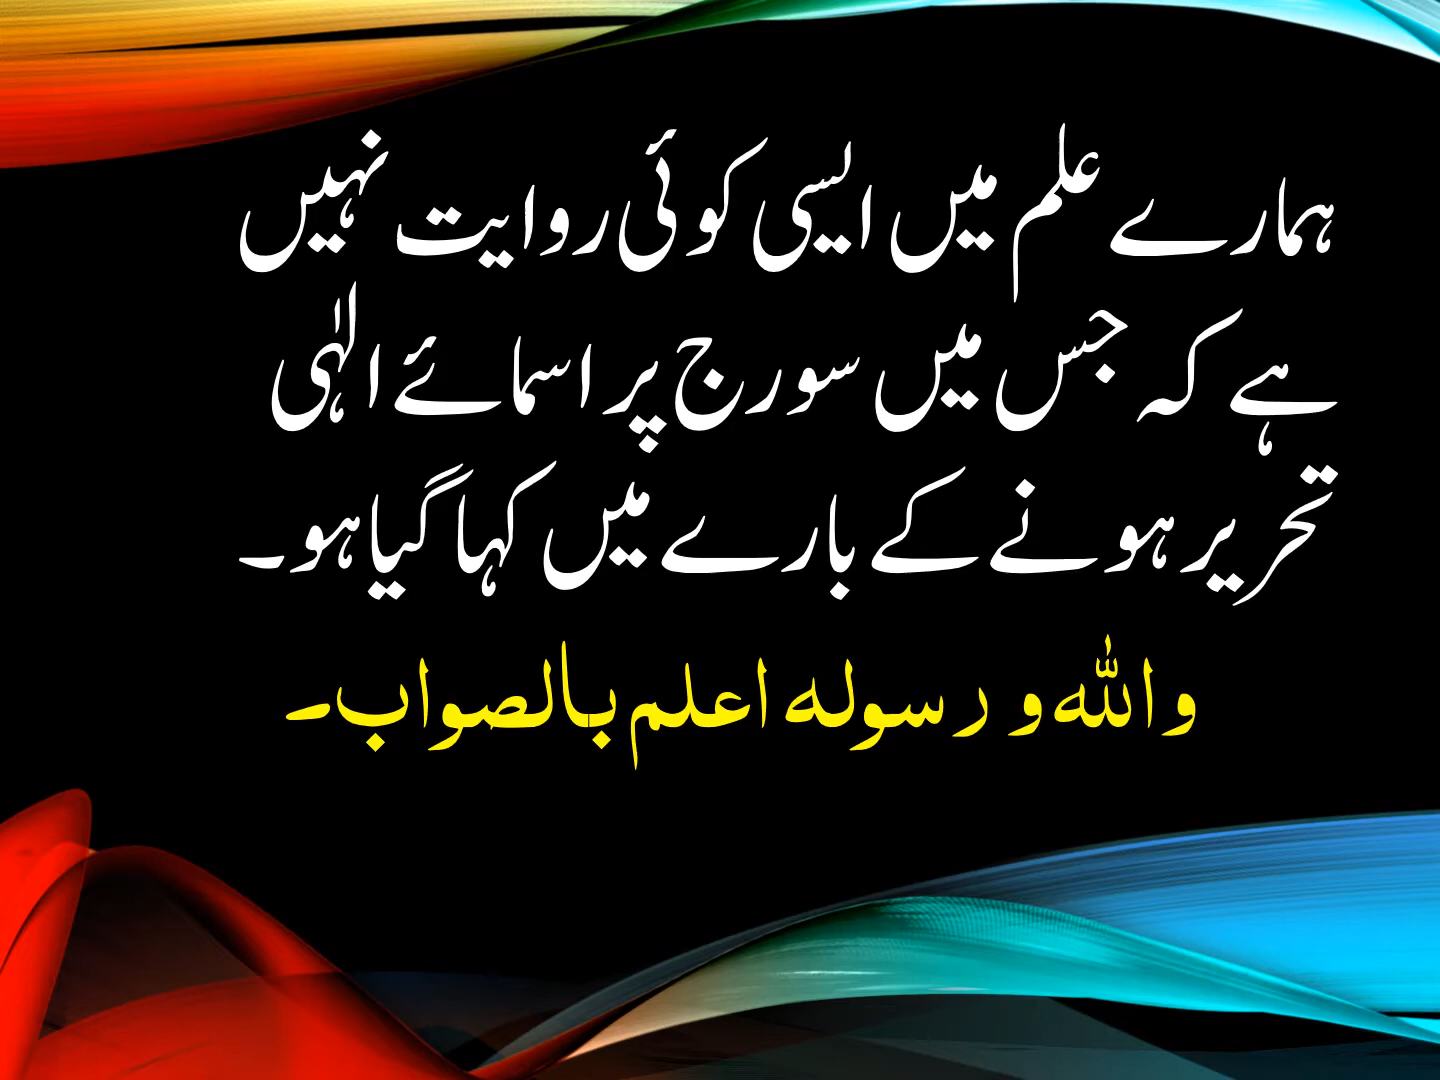 ہمارے علم میں ایسی کوئی روایت نہیں
ہے کہ جس میں سورج پر اسمائے الٰہی
تحریر ہونے کے بارے میں کہا گیا ہو۔
واللہ و رسولہ اعلم بالصواب۔